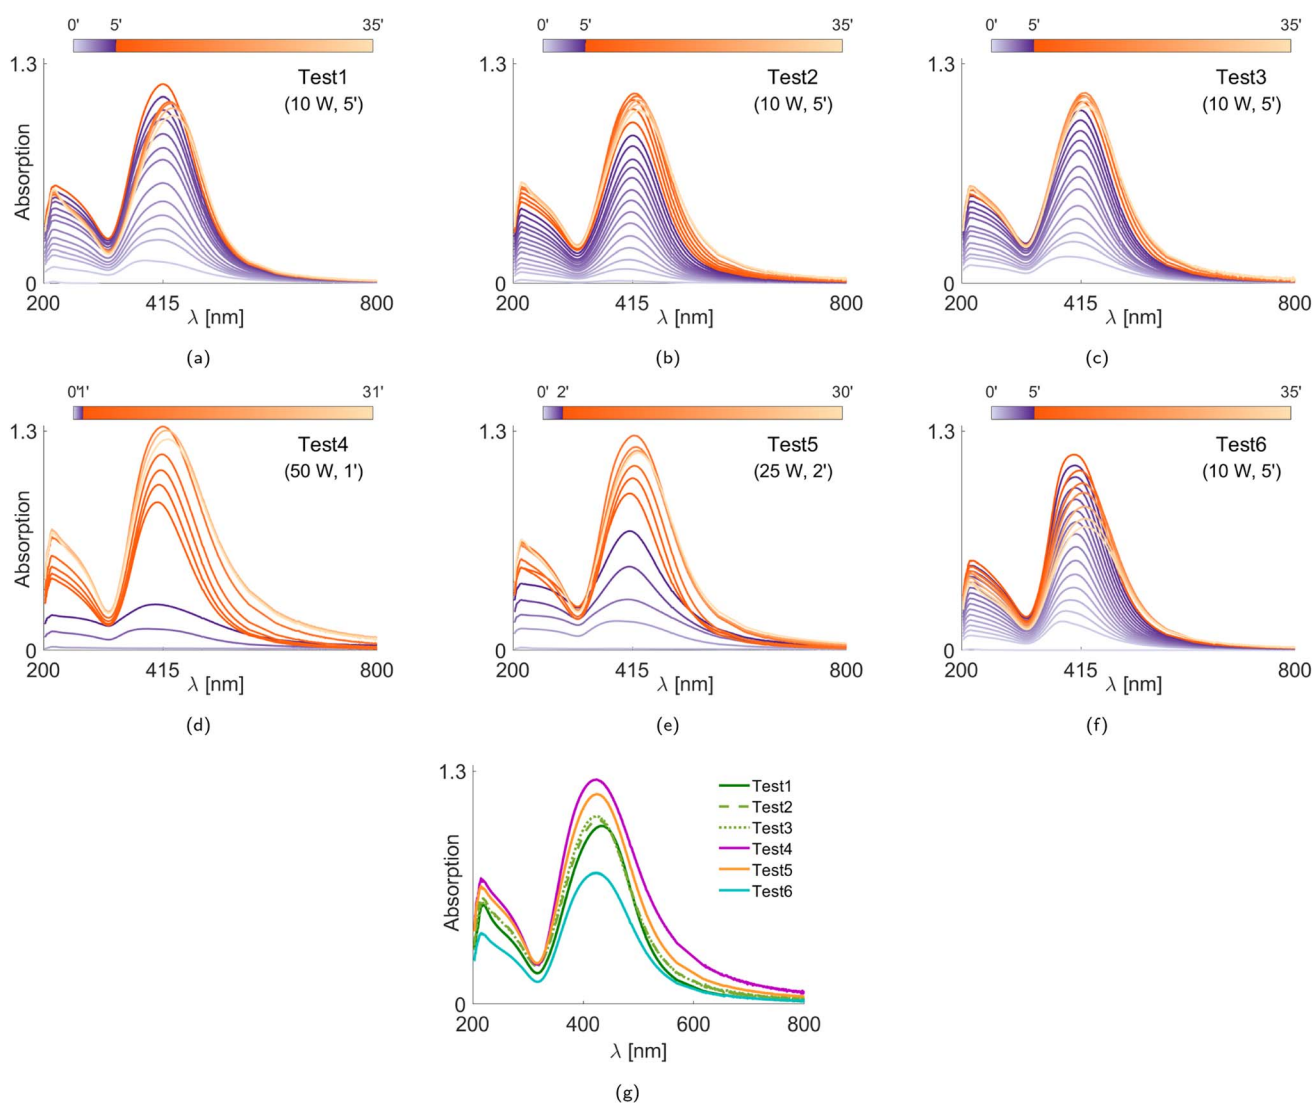 0' 5' 35'
1.3
Test1
(10 W, 5')
Absorption
0
200 415 800
λ [nm]
(a)
0' 5' 35'
1.3
Test2
(10 W, 5')
0
200 415 800
λ [nm]
(b)
0' 5' 35'
1.3
Test3
(10 W, 5')
0
200 415 800
λ [nm]
(c)
0' 1' 31'
1.3
Test4
(50 W, 1')
Absorption
0
200 415 800
λ [nm]
(d)
0' 2' 30'
1.3
Test5
(25 W, 2')
0
200 415 800
λ [nm]
(e)
0' 5' 35'
1.3
Test6
(10 W, 5')
0
200 415 800
λ [nm]
(f)
1.3
Test1
Test2
Test3
Test4
Test5
Test6
Absorption
0
200 400 600 800
λ [nm]
(g)